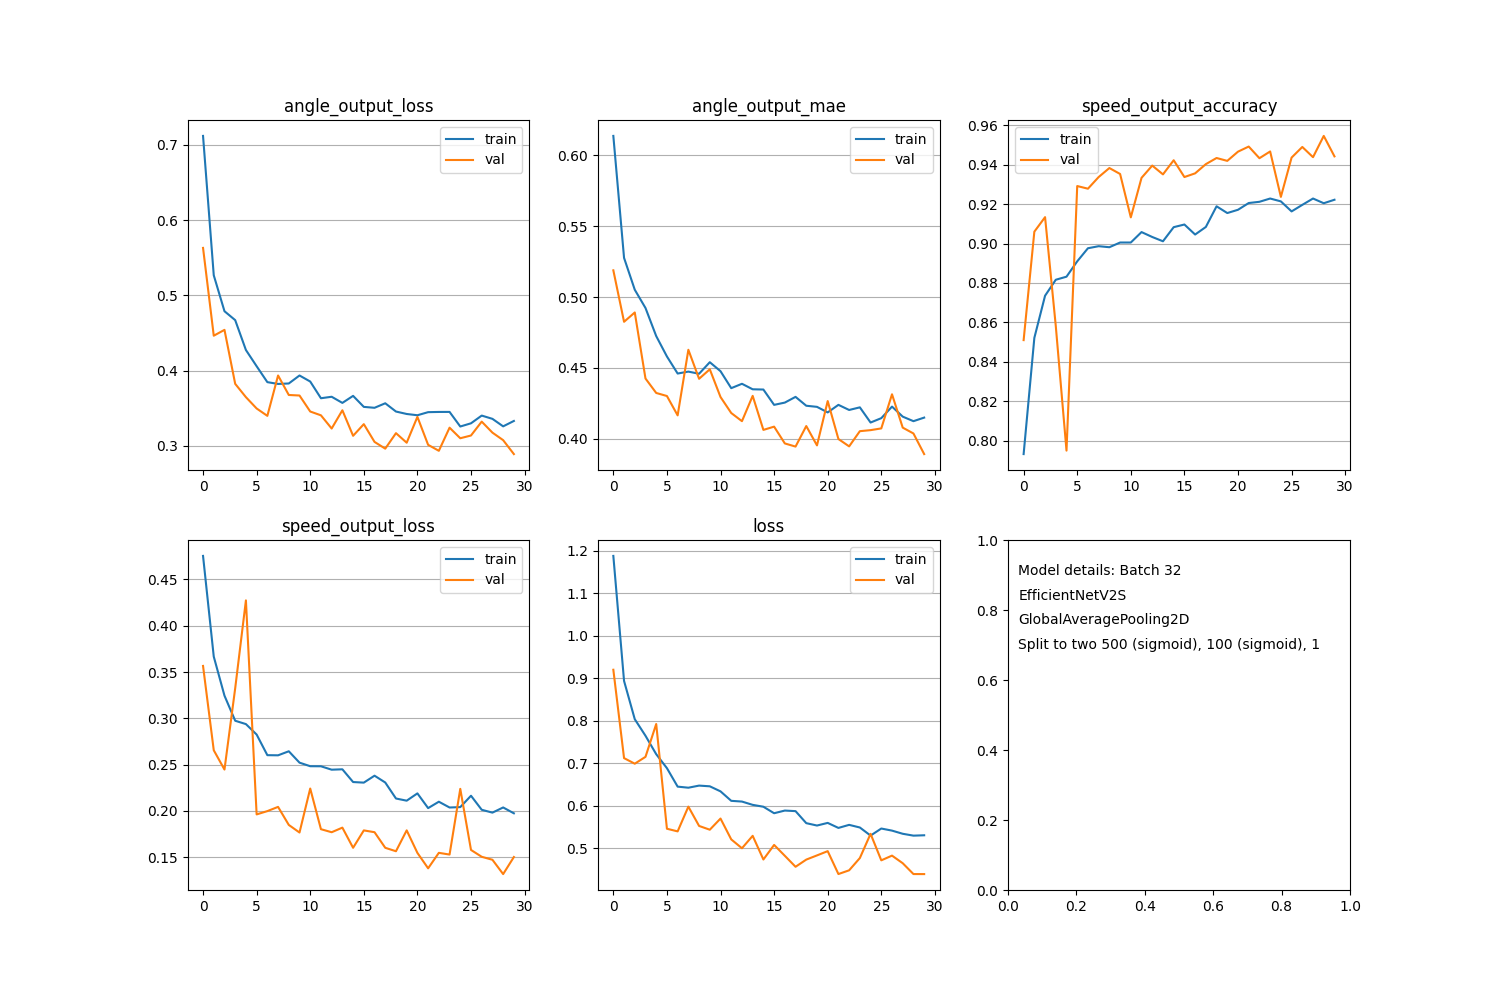 angle_output_loss
train
val
0.7
0.6
0.5
0.4
0.3
0 5 10 15 20 25 30
angle_output_mae
train
val
0.60
0.55
0.50
0.45
0.40
0 5 10 15 20 25 30
speed_output_accuracy
train
val
0.96
0.94
0.92
0.90
0.88
0.86
0.84
0.82
0.80
0 5 10 15 20 25 30
speed_output_loss
train
val
0.45
0.40
0.35
0.30
0.25
0.20
0.15
0 5 10 15 20 25 30
loss
train
val
1.2
1.1
1.0
0.9
0.8
0.7
0.6
0.5
0 5 10 15 20 25 30
1.0
0.8
0.6
0.4
0.2
0.0
Model details: Batch 32
EfficientNetV2S
GlobalAveragePooling2D
Split to two 500 (sigmoid), 100 (sigmoid), 1
0.0 0.2 0.4 0.6 0.8 1.0